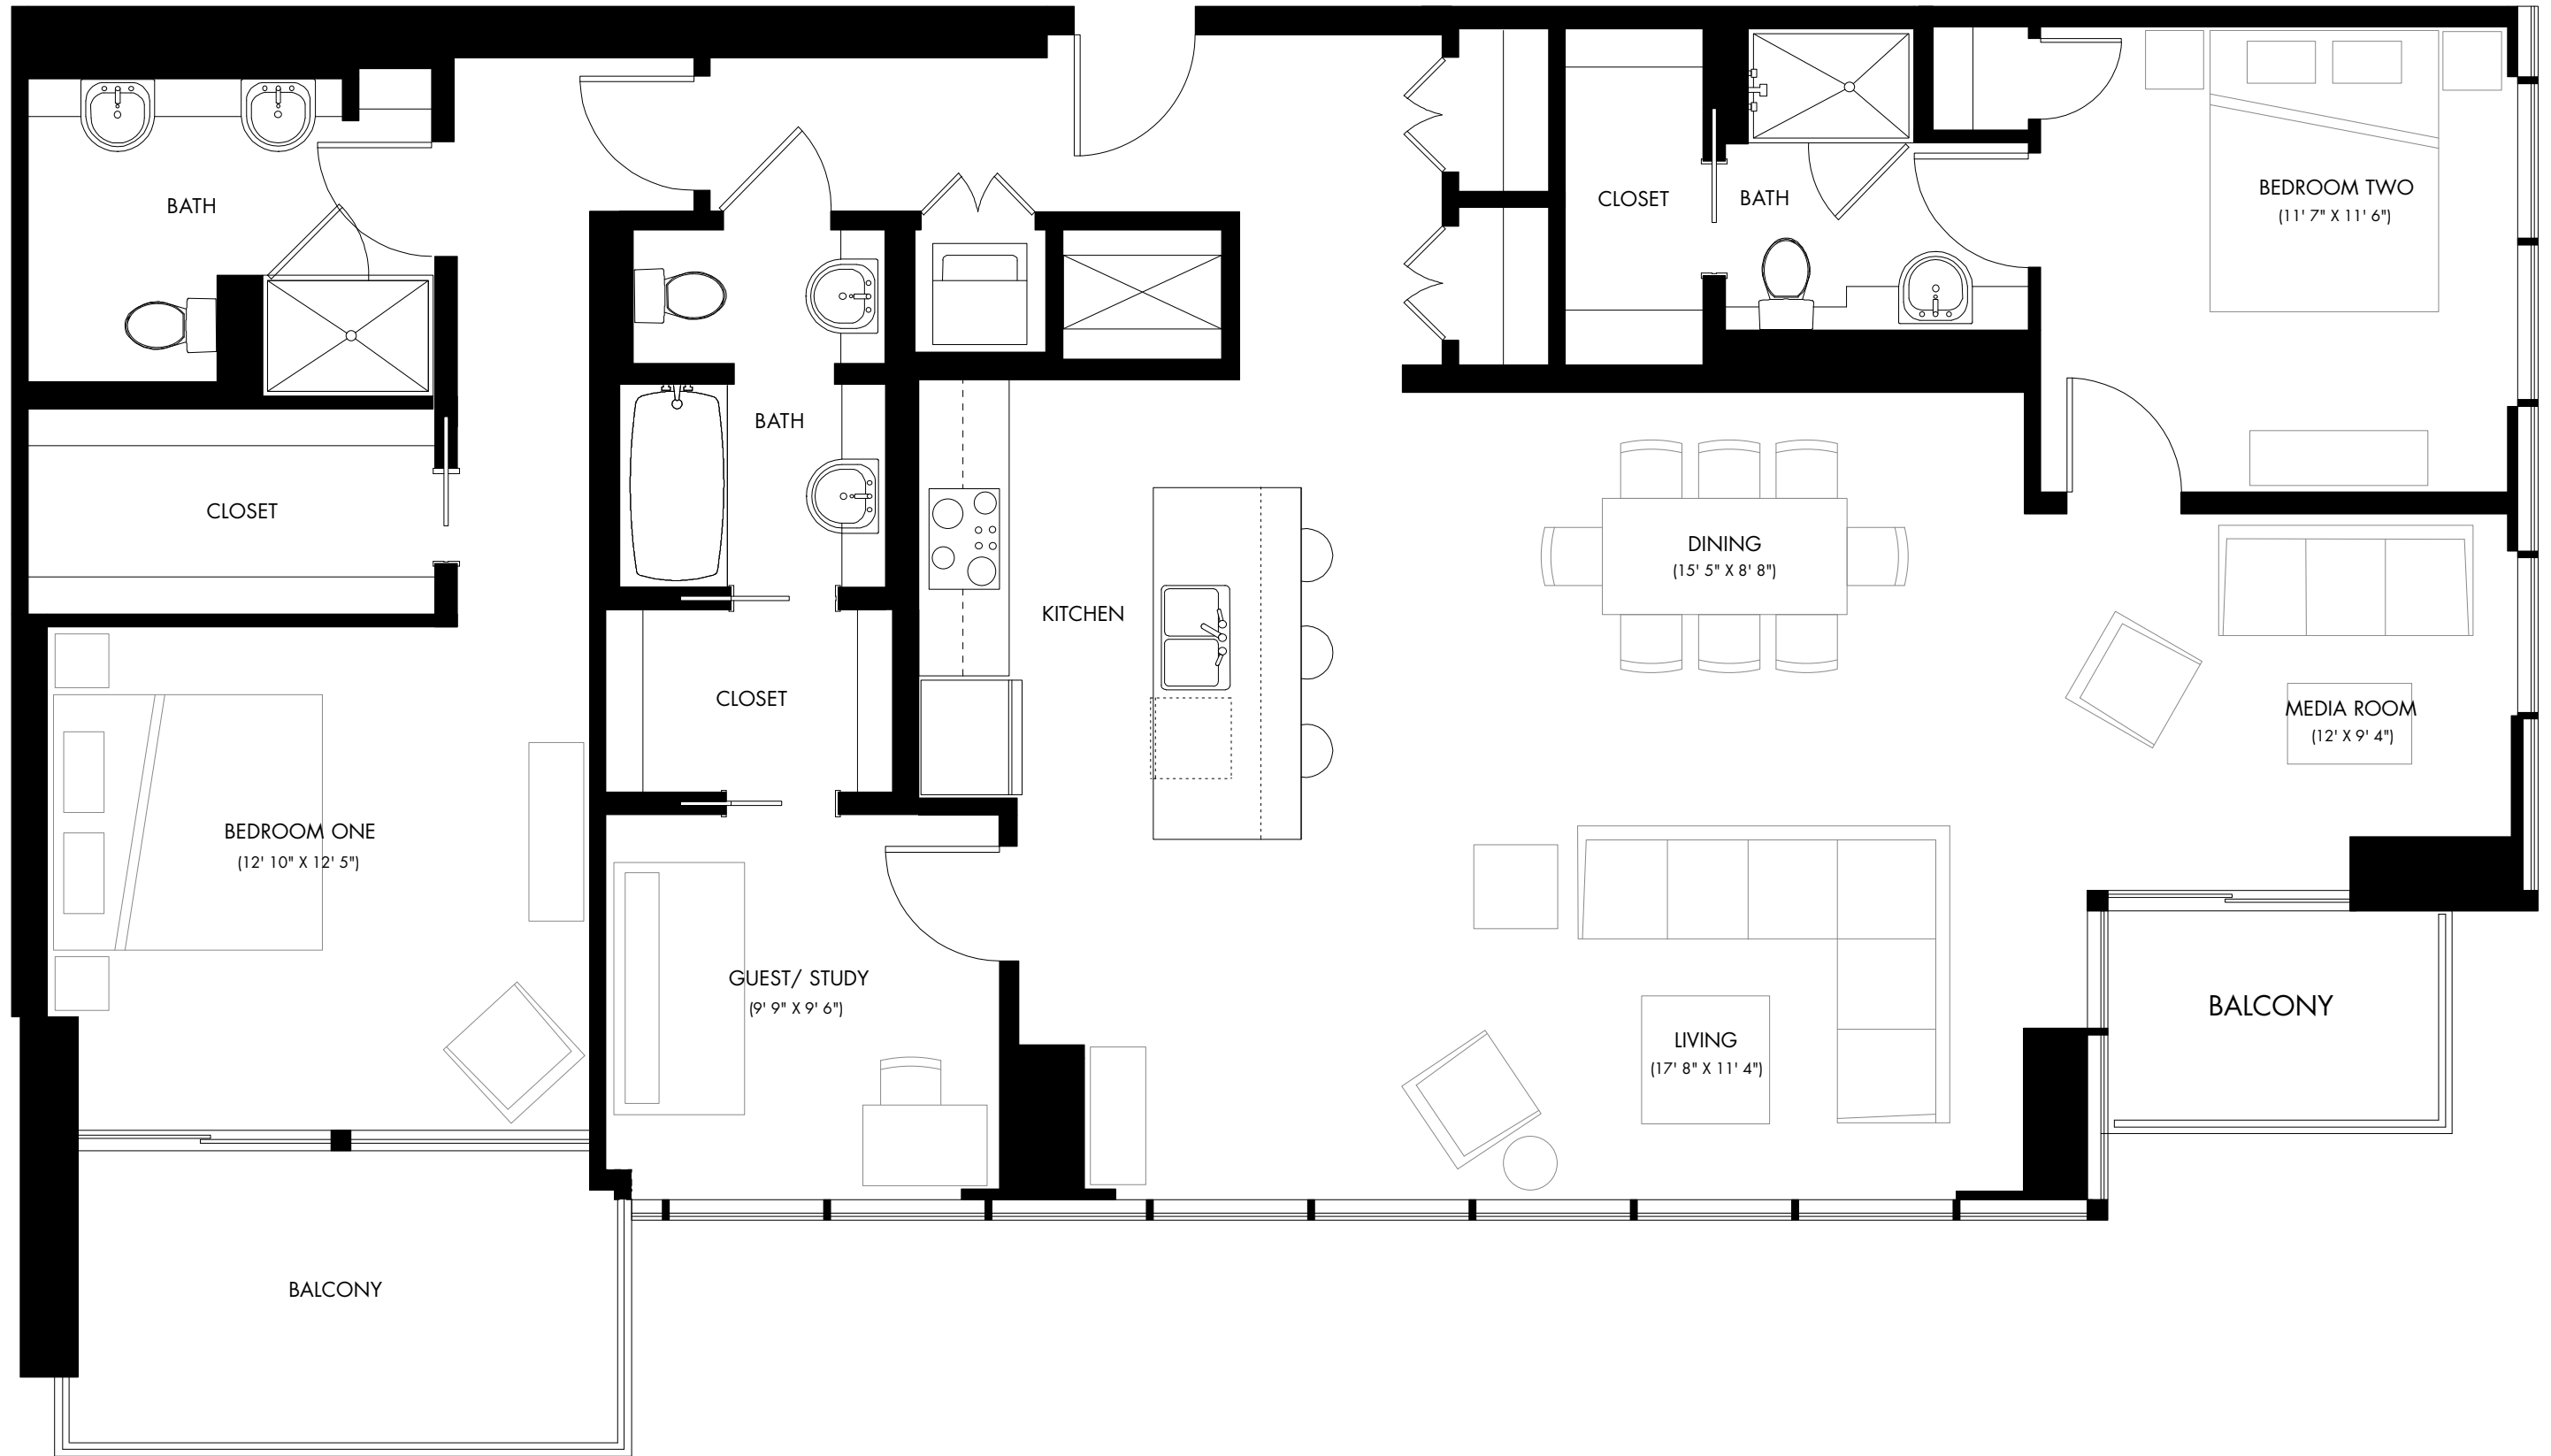 BATH
CLOSET
BEDROOM ONE
(12' 10" X 12' 5")
BALCONY
BATH
CLOSET
GUEST/ STUDY
(9' 9" X 9' 6")
KITCHEN
DINING
(15' 5" X 8' 8")
LIVING
(17' 8" X 11' 4")
CLOSET
BATH
BEDROOM TWO
(11' 7" X 11' 6")
MEDIA ROOM
(12' X 9' 4")
BALCONY